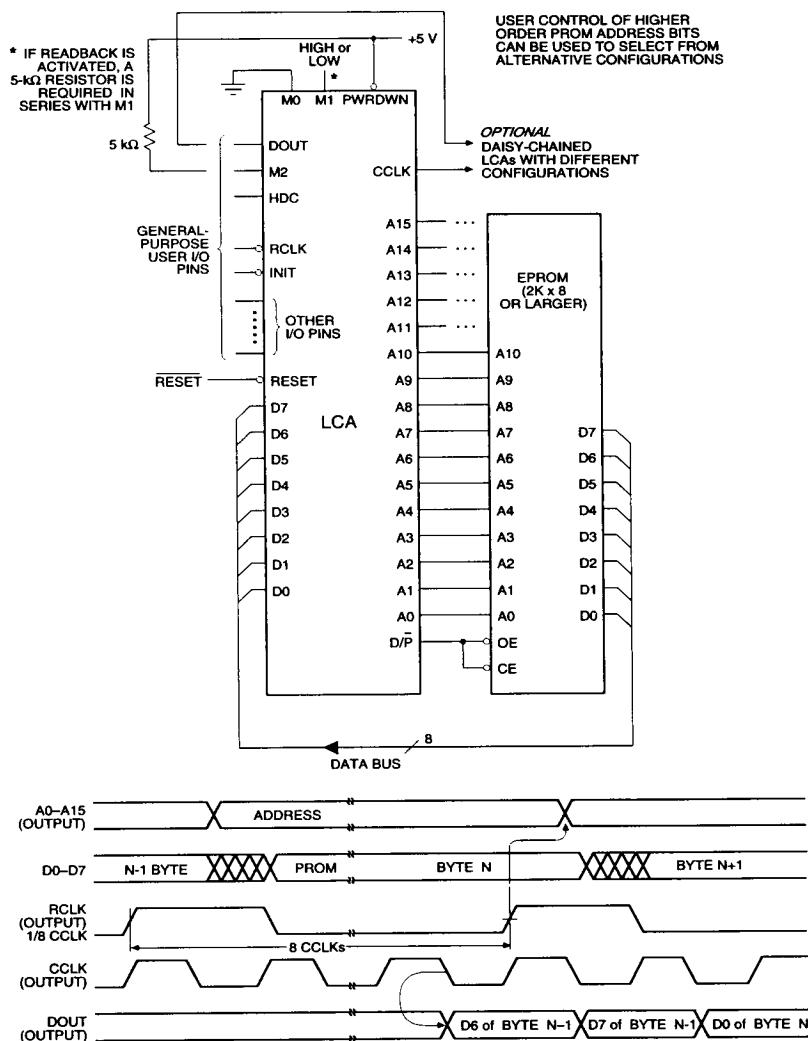 USER CONTROL OF HIGHER
ORDER PROM ADDRESS BITS
CAN BE USED TO SELECT FROM
ALTERNATIVE CONFIGURATIONS
* IF READBACK IS
ACTIVATED, A
5-kΩ RESISTOR IS
REQUIRED IN
SERIES WITH M1
HIGH or
LOW
*
+5 V
M0
M1
PWRDWN
5 kΩ
DOUT
M2
HDC
RCLK
INIT
GENERAL-
PURPOSE
USER I/O
PINS
OTHER
I/O PINS
RESET
RESET
D7
D6
D5
D4
D3
D2
D1
D0
LCA
CCLK
OPTIONAL
DAISY-CHAINED
LCAs WITH DIFFERENT
CONFIGURATIONS
A15
A14
A13
A12
A11
A10
A9
A8
A7
A6
A5
A4
A3
A2
A1
A0
D/P̅
EPROM
(2K x 8
OR LARGER)
A10
A9
A8
A7
A6
A5
A4
A3
A2
A1
A0
OE
CE
D7
D6
D5
D4
D3
D2
D1
D0
8
DATA BUS
A0–A15
(OUTPUT)
ADDRESS
D0–D7
N-1 BYTE
PROM
BYTE N
BYTE N+1
RCLK
(OUTPUT)
1/8 CCLK
8 CCLKs
CCLK
(OUTPUT)
DOUT
(OUTPUT)
D6 of BYTE N–1
D7 of BYTE N-1
D0 of BYTE N